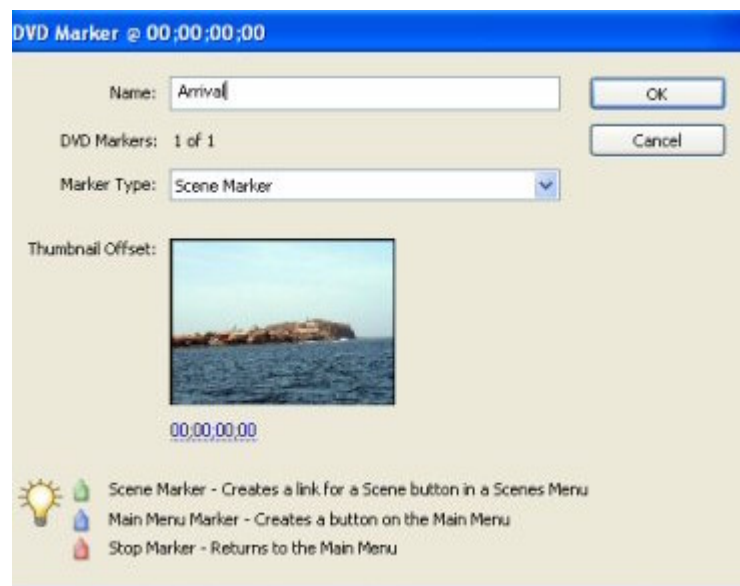 DVD Marker @ 00;00;00;00
Name: Arrival OK
DVD Markers: 1 of 1 Cancel
Marker Type: Scene Marker
Thumbnail Offset:
00;00;00;00
Scene Marker - Creates a link for a Scene button in a Scenes Menu
Main Menu Marker - Creates a button on the Main Menu
Stop Marker - Returns to the Main Menu